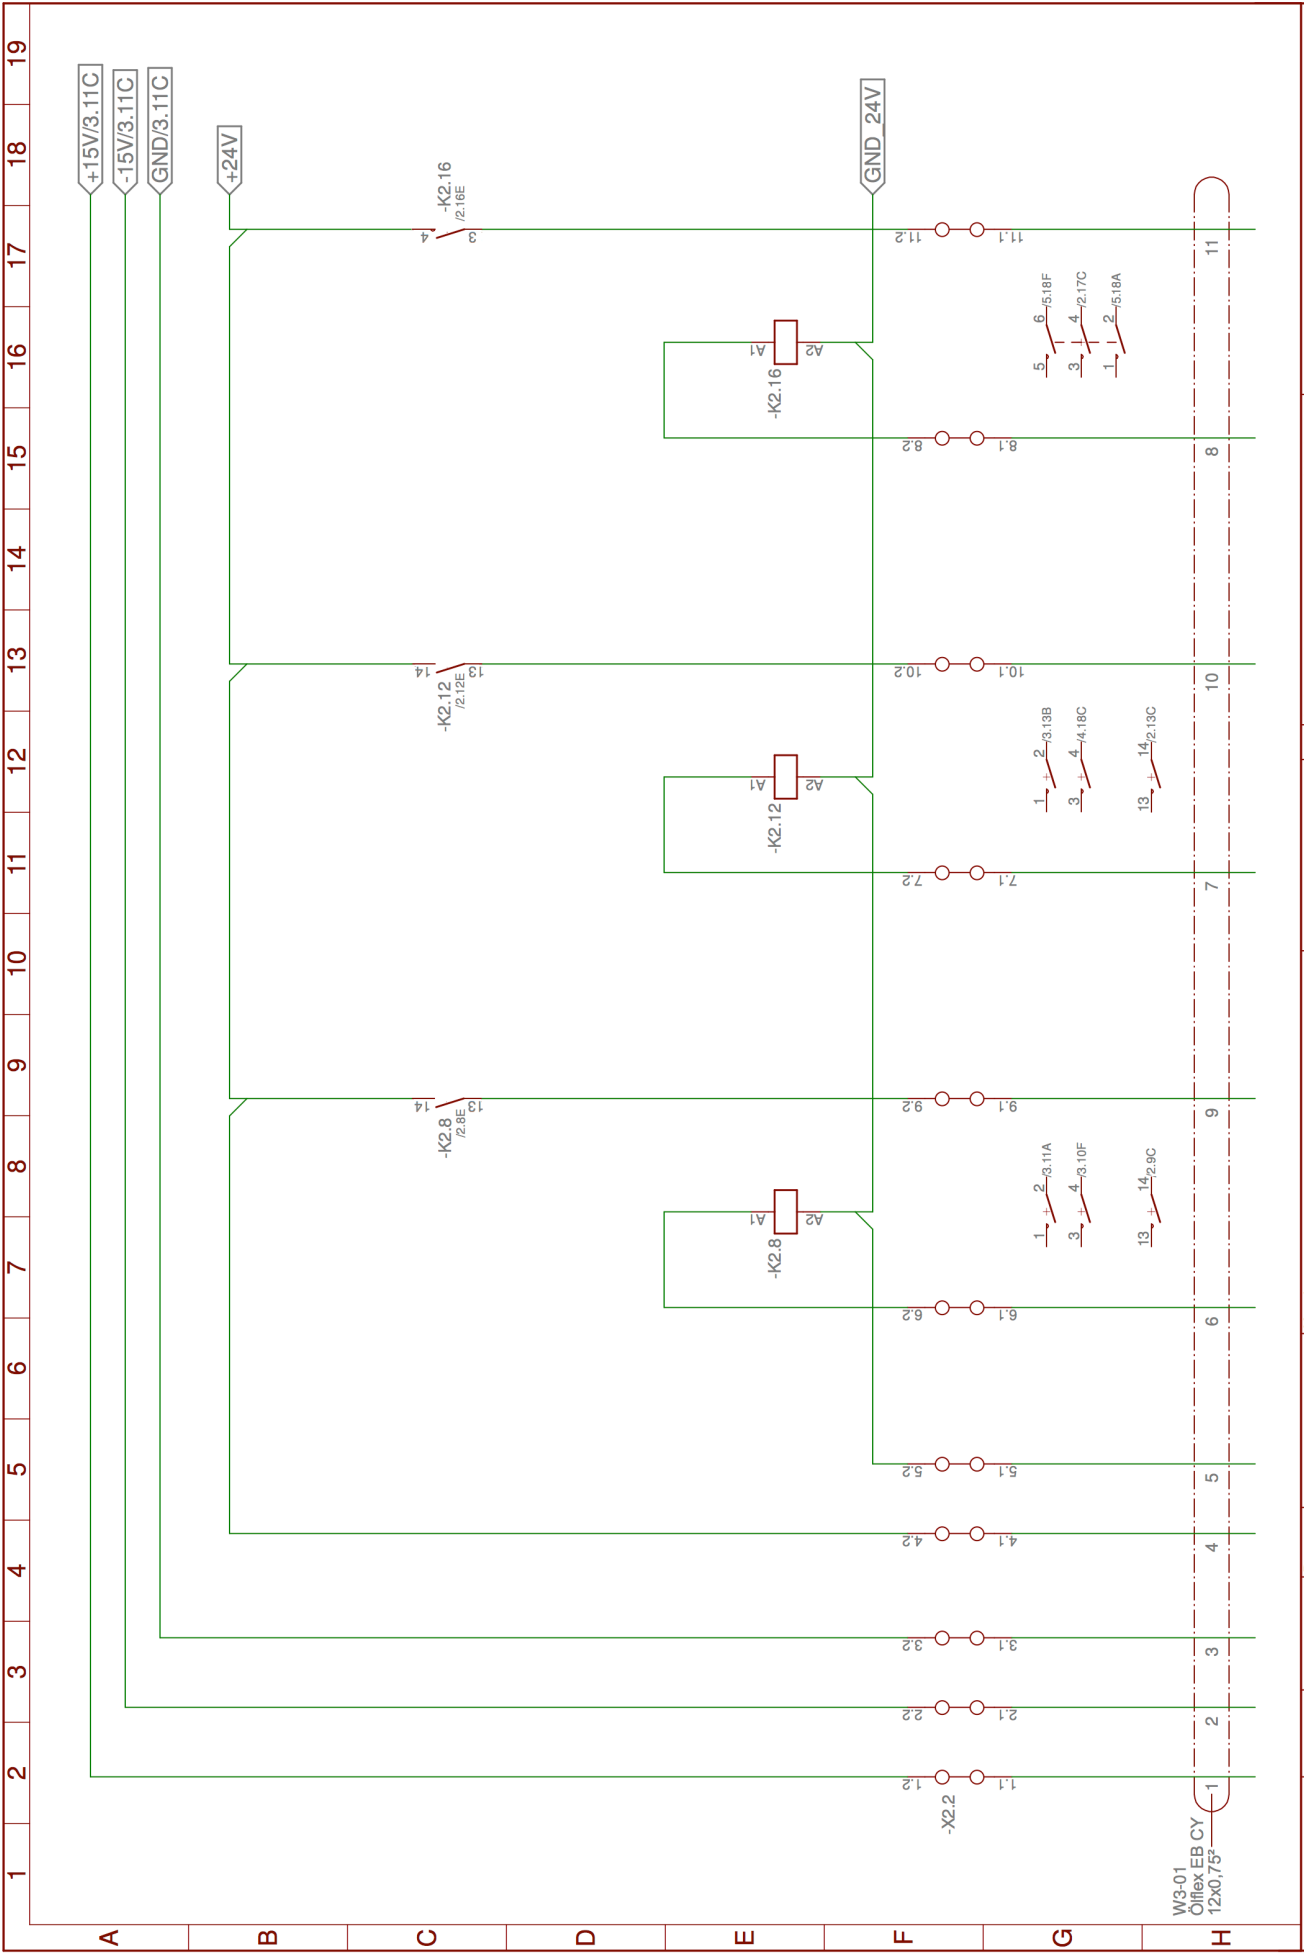 1 2 3 4 5 6 7 8 9 10 11 12 13 14 15 16 17 18 19
A
B
C
D
E
F
G
H
+15V/3.11C
-15V/3.11C
GND/3.11C
+24V
GND_24V
-K2.8
/2.8E
14
13
-K2.12
/2.12E
14
13
-K2.16
/2.16E
4
3
-K2.8
A1
A2
-K2.12
A1
A2
-K2.16
A1
A2
-X2.2
1.2 2.2 3.2 4.2 5.2 6.2 9.2 7.2 10.2 8.2 11.2
1.1 2.1 3.1 4.1 5.1 6.1 9.1 7.1 10.1 8.1 11.1
1 2 /3.11A
3 4 /3.10F
13 14 /2.9C
1 2 /3.13B
3 4 /4.18C
13 14 /2.13C
5 6 /5.18F
3 4 /2.17C
1 2 /5.18A
W3-01
Ölflex EB CY
12x0,75²
1 2 3 4 5 6 9 7 10 8 11